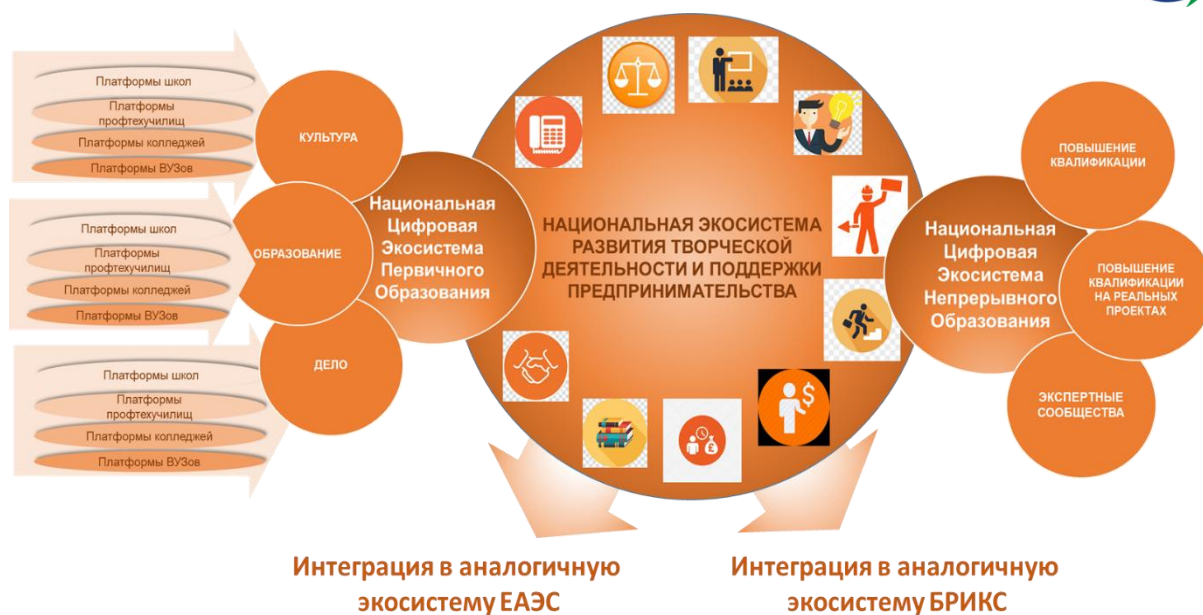 Платформы школ
Платформы
профтехучилищ
Платформы колледжей
Платформы ВУЗов
Платформы школ
Платформы
профтехучилищ
Платформы колледжей
Платформы ВУЗов
Платформы школ
Платформы
профтехучилищ
Платформы колледжей
Платформы ВУЗов
КУЛЬТУРА
ОБРАЗОВАНИЕ
ДЕЛО
Национальная
Цифровая
Экосистема
Первичного
Образования
НАЦИОНАЛЬНАЯ ЭКОСИСТЕМА
РАЗВИТИЯ ТВОРЧЕСКОЙ
ДЕЯТЕЛЬНОСТИ И ПОДДЕРЖКИ
ПРЕДПРИНИМАТЕЛЬСТВА
Национальная
Цифровая
Экосистема
Непрерывного
Образования
ПОВЫШЕНИЕ
КВАЛИФИКАЦИИ
ПОВЫШЕНИЕ
КВАЛИФИКАЦИИ
НА РЕАЛЬНЫХ
ПРОЕКТАХ
ЭКСПЕРТНЫЕ
СООБЩЕСТВА
Интеграция в аналогичную
экосистему ЕАЭС
Интеграция в аналогичную
экосистему БРИКС